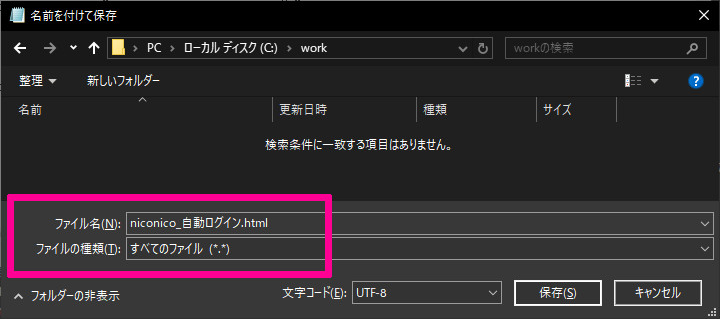 名前を付けて保存
PC › ローカル ディスク (C:) › work
workの検索
整理 新しいフォルダー
名前 更新日時 種類 サイズ
検索条件に一致する項目はありません。
ファイル名(N): niconico_自動ログイン.html
ファイルの種類(T): すべてのファイル (*.*)
フォルダーの非表示 文字コード(E): UTF-8 保存(S) キャンセル